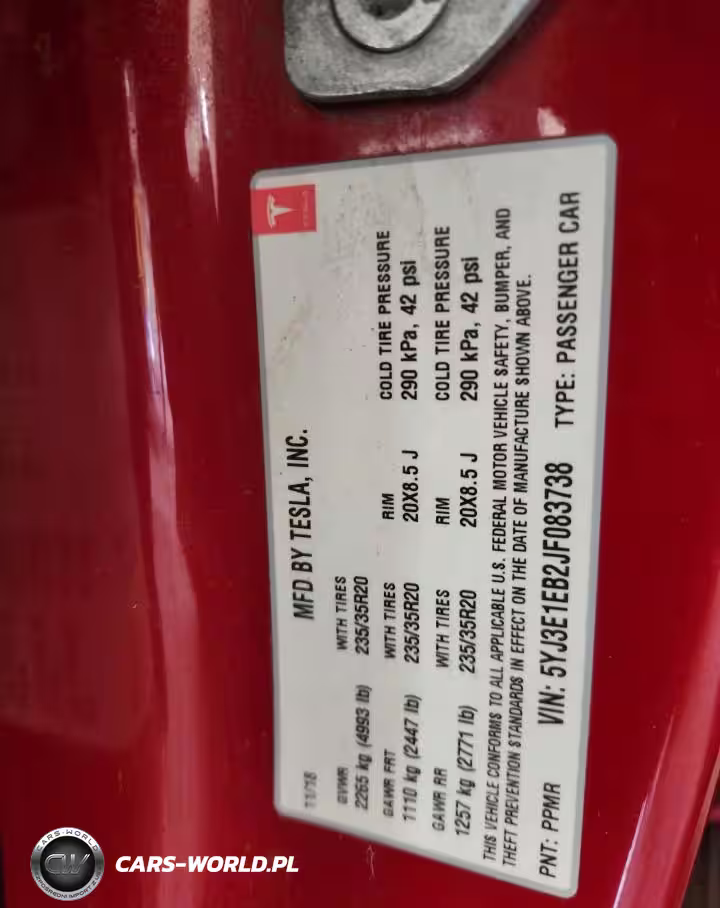 11/18 MFD BY TESLA, INC.
GVWR WITH TIRES
2265 kg (4993 lb) 235/35R20
GAWR FRT WITH TIRES RIM COLD TIRE PRESSURE
1110 kg (2447 lb) 235/35R20 20X8.5 J 290 kPa, 42 psi
GAWR RR WITH TIRES RIM COLD TIRE PRESSURE
1257 kg (2771 lb) 235/35R20 20X8.5 J 290 kPa, 42 psi
THIS VEHICLE CONFORMS TO ALL APPLICABLE U.S. FEDERAL MOTOR VEHICLE SAFETY, BUMPER, AND
THEFT PREVENTION STANDARDS IN EFFECT ON THE DATE OF MANUFACTURE SHOWN ABOVE.
PNT: PPMR VIN: 5YJ3E1EB2JF083738 TYPE: PASSENGER CAR
CARS-WORLD
CW
CARS-WORLD.PL